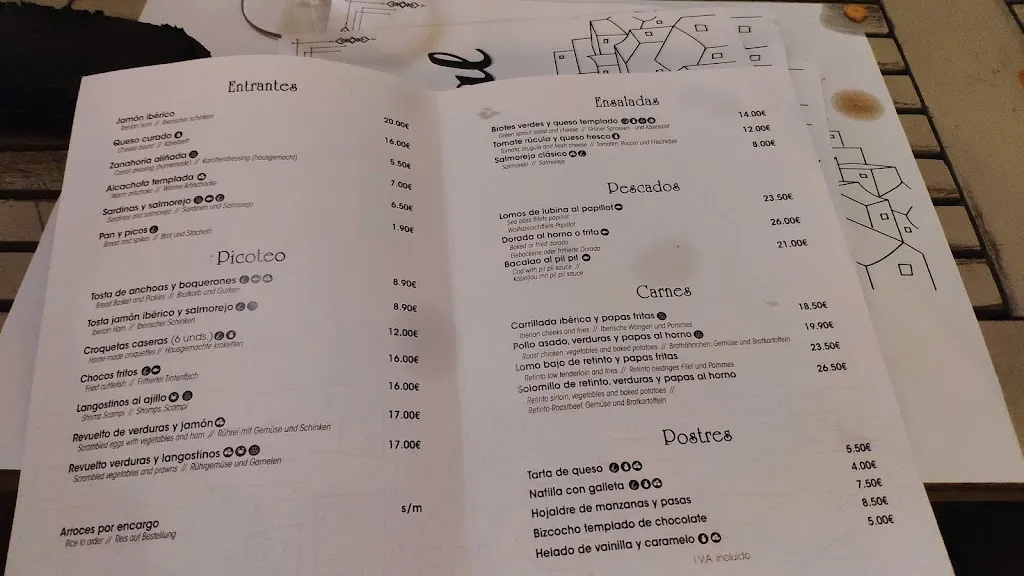 Entrantes
Jamón ibérico 20.00€
Iberian ham // Iberischer schinken
Queso curado 16.00€
Cheese board // Käsebrett
Zanahoria aliñada 5.50€
Carrot dressing (homemade) // Karottendressing (hausgemacht)
Alcachofa templada 7.00€
Warm artichoke // Warme Artischocke
Sardinas y salmorejo 6.50€
Sardines and salmorejo // Sardinen und Salmorejo
Pan y picos 1.90€
Bread and spikes // Brot und Stacheln
Picoteo
Tosta de anchoas y boquerones 8.90€
Bread Basket and Pickles // Brotkorb und Gurken
Tosta jamón ibérico y salmorejo 8.90€
Iberian Ham // Iberischer Schinken
Croquetas caseras (6 unds.) 12.00€
Home-made croquettes // Hausgemachte kroketten
Chocos fritos 16.00€
Fried cuttlefish // Frittierter Tintenfisch
Langostinos al ajillo 16.00€
Shrimp Scampi // Shrimps, Scampi
Revuelto de verduras y jamón 17.00€
Scrambled eggs with vegetables and ham // Rührei mit Gemüse und Schinken
Revuelto verduras y langostinos 17.00€
Scrambled vegetables and prawns // Rührgemüse und Garnelen
Arroces por encargo s/m
Rice to order // Reis auf Bestellung
Ensaladas
Brotes verdes y queso templado 14.00€
Green sprout salad and cheese // Grüner Sprossen - und Käsesalat
Tomate rúcula y queso fresco 12.00€
Tomato, arugula and fresh cheese // Tomaten, Rucola und Frischkäse
Salmorejo clásico 8.00€
Salmorejo // Salmorejo
Pescados
Lomos de lubina al papillot 23.50€
Sea bass fillets papillot
Wolfsbarschfilets Papillot
Dorada al horno o frita 26.00€
Baked or fried dorada
Gebackene oder frittierte Dorada
Bacalao al pil pil 21.00€
Cod with pil pil sauce //
Kabeljau mit pil pil sauce
Carnes
Carrillada ibérica y papas fritas 18.50€
Iberian cheeks and fries // Iberische Wangen und Pommes
Pollo asado, verduras y papas al horno 19.90€
Roast chicken, vegetables and baked potatoes // Brathähnchen, Gemüse und Bratkartoffeln
Lomo bajo de retinto y papas fritas 23.50€
Retinto low tenderloin and fries // Retinto niedriges Filet und Pommes
Solomillo de retinto, verduras y papas al horno 26.50€
Retinto sirloin, vegetables and baked potatoes //
Retinto-Roastbeef, Gemüse und Bratkartoffeln
Postres
Tarta de queso 5.50€
Natilla con galleta 4.00€
Hojaldre de manzanas y pasas 7.50€
Bizcocho templado de chocolate 8.50€
Helado de vainilla y caramelo 5.00€
I.V.A. Incluido